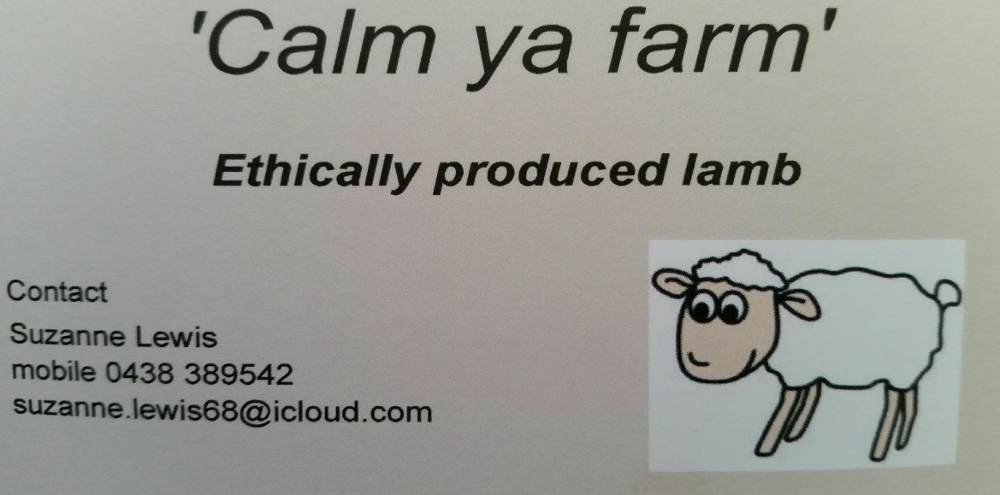 'Calm ya farm'
Ethically produced lamb
Contact
Suzanne Lewis
mobile 0438 389542
suzanne.lewis68@icloud.com